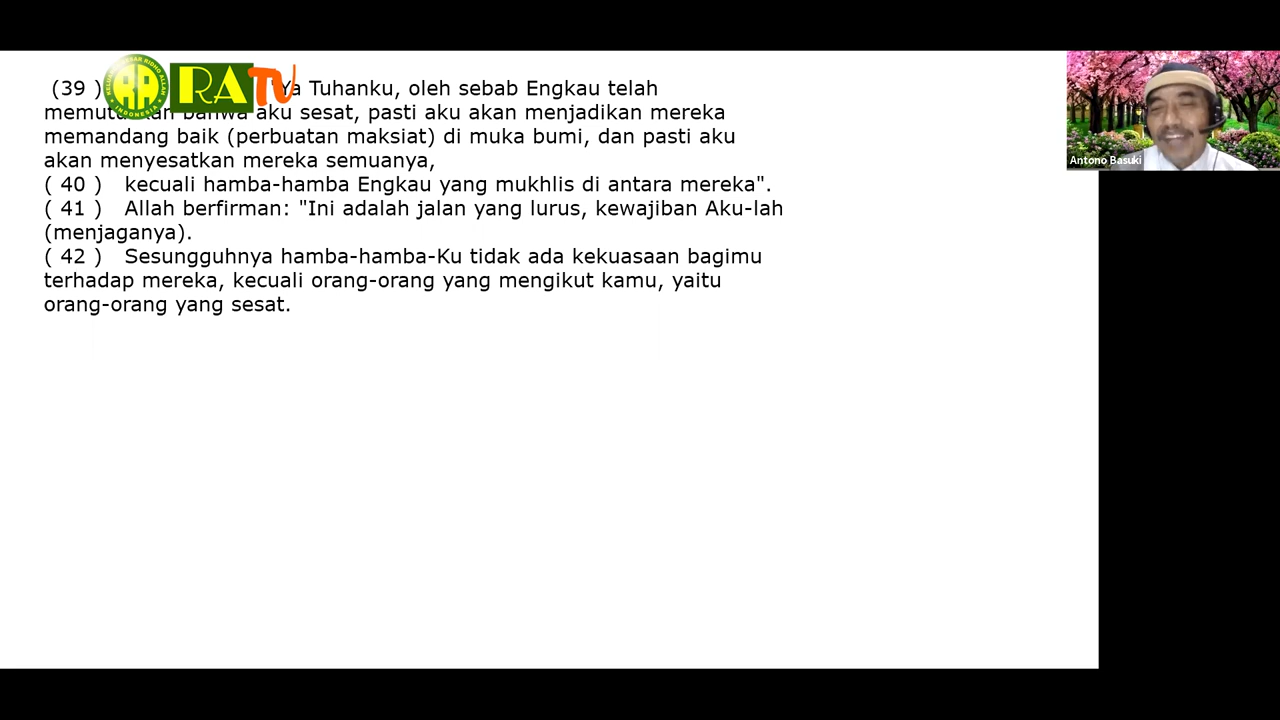 (39 ) "Ya Tuhanku, oleh sebab Engkau telah
bahwa aku sesat, pasti aku akan menjadikan mereka
memandang baik (perbuatan maksiat) di muka bumi, dan pasti aku
akan menyesatkan mereka semuanya,
( 40 ) kecuali hamba-hamba Engkau yang mukhlis di antara mereka".
( 41 ) Allah berfirman: "Ini adalah jalan yang lurus, kewajiban Aku-lah
(menjaganya).
( 42 ) Sesungguhnya hamba-hamba-Ku tidak ada kekuasaan bagimu
terhadap mereka, kecuali orang-orang yang mengikut kamu, yaitu
orang-orang yang sesat.
RATV
RA
INDONESIA
Antono Basuki